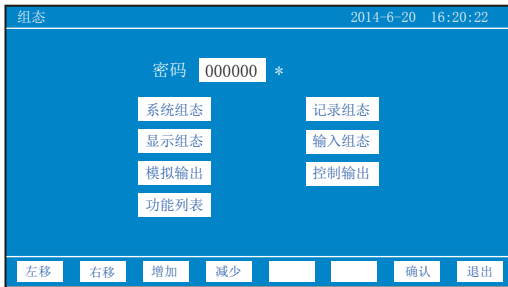 组态 2014-6-20 16:20:22
密码 000000 *
系统组态 记录组态
显示组态 输入组态
模拟输出 控制输出
功能列表
左移 右移 增加 减少 确认 退出